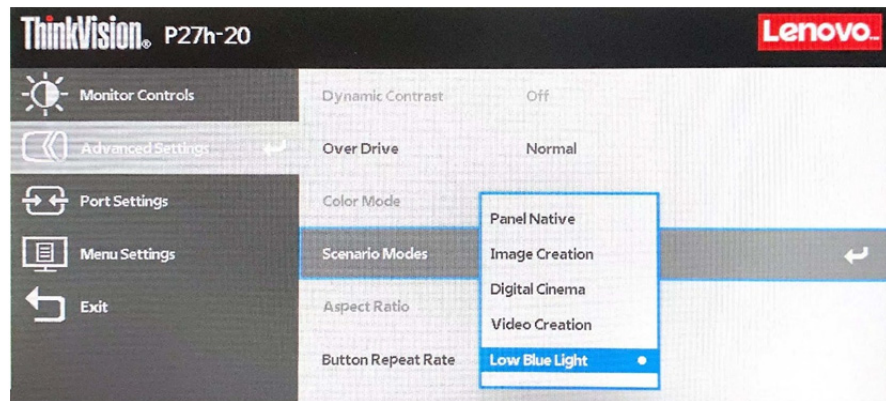 ThinkVision® P27h-20
Lenovo™
Monitor Controls
Advanced Settings
Port Settings
Menu Settings
Exit
Dynamic Contrast Off
Over Drive Normal
Color Mode
Scenario Modes
Aspect Ratio
Button Repeat Rate
Panel Native
Image Creation
Digital Cinema
Video Creation
Low Blue Light